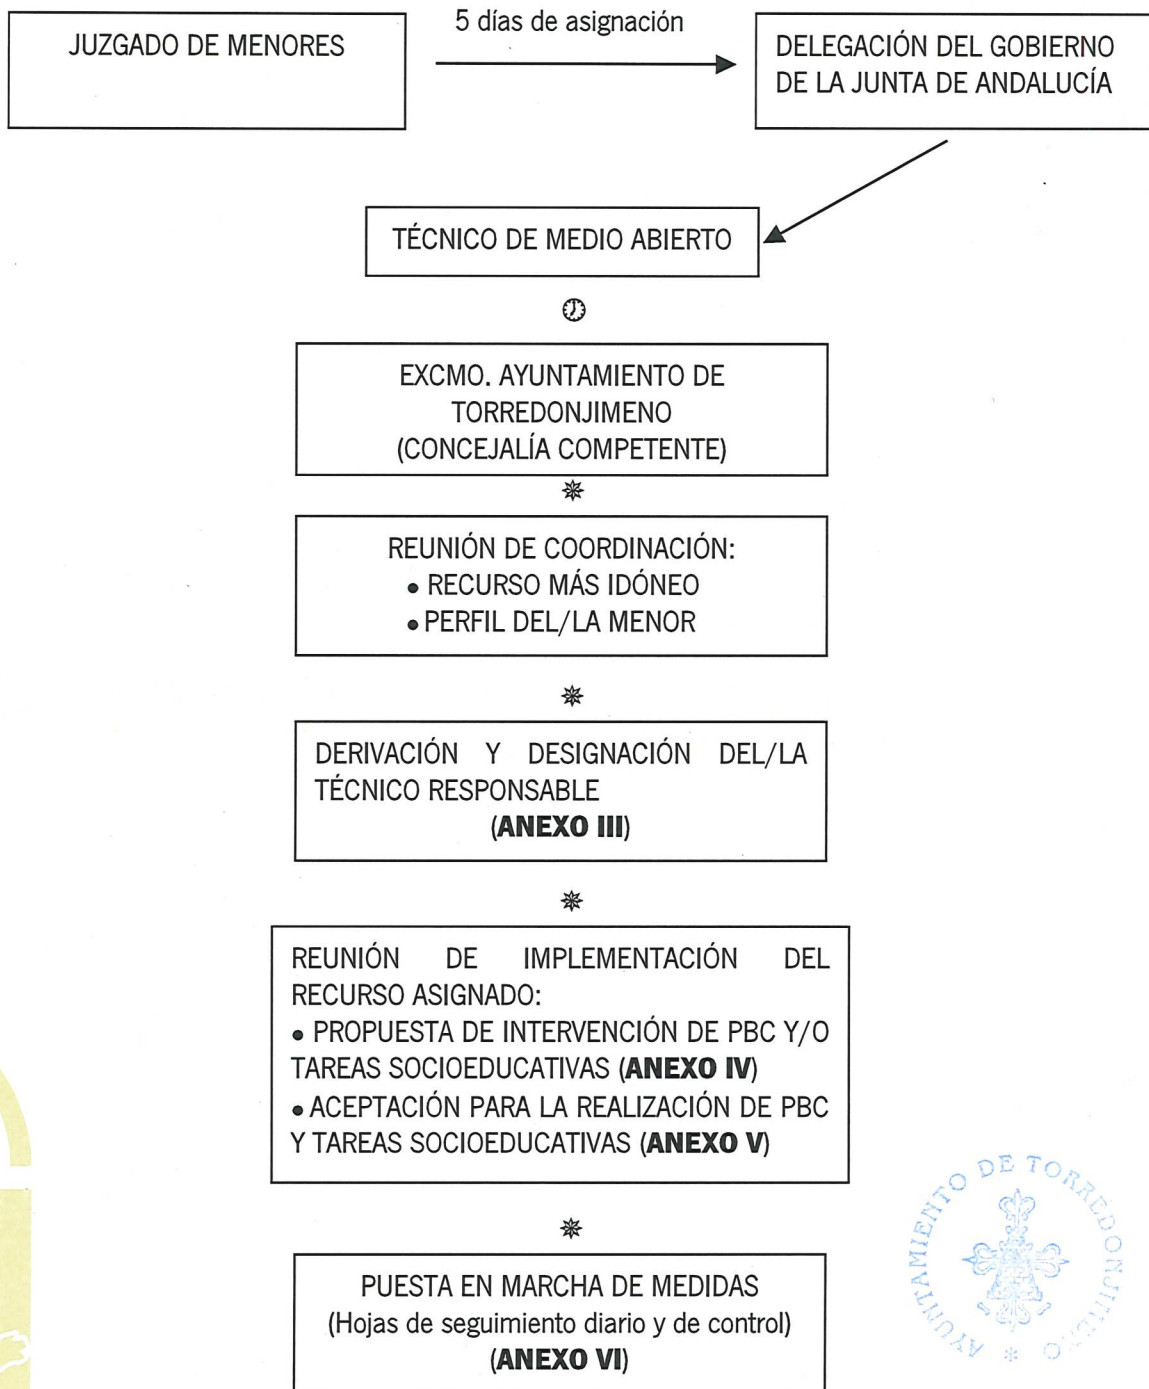 JUZGADO DE MENORES
5 días de asignación
DELEGACIÓN DEL GOBIERNO
DE LA JUNTA DE ANDALUCÍA
TÉCNICO DE MEDIO ABIERTO
EXCMO. AYUNTAMIENTO DE
TORREDONJIMENO
(CONCEJALÍA COMPETENTE)
REUNIÓN DE COORDINACIÓN:
• RECURSO MÁS IDÓNEO
• PERFIL DEL/LA MENOR
DERIVACIÓN Y DESIGNACIÓN DEL/LA
TÉCNICO RESPONSABLE
(ANEXO III)
REUNIÓN DE IMPLEMENTACIÓN DEL
RECURSO ASIGNADO:
• PROPUESTA DE INTERVENCIÓN DE PBC Y/O
TAREAS SOCIOEDUCATIVAS (ANEXO IV)
• ACEPTACIÓN PARA LA REALIZACIÓN DE PBC
Y TAREAS SOCIOEDUCATIVAS (ANEXO V)
PUESTA EN MARCHA DE MEDIDAS
(Hojas de seguimiento diario y de control)
(ANEXO VI)
AYUNTAMIENTO DE TORREDONJIMENO